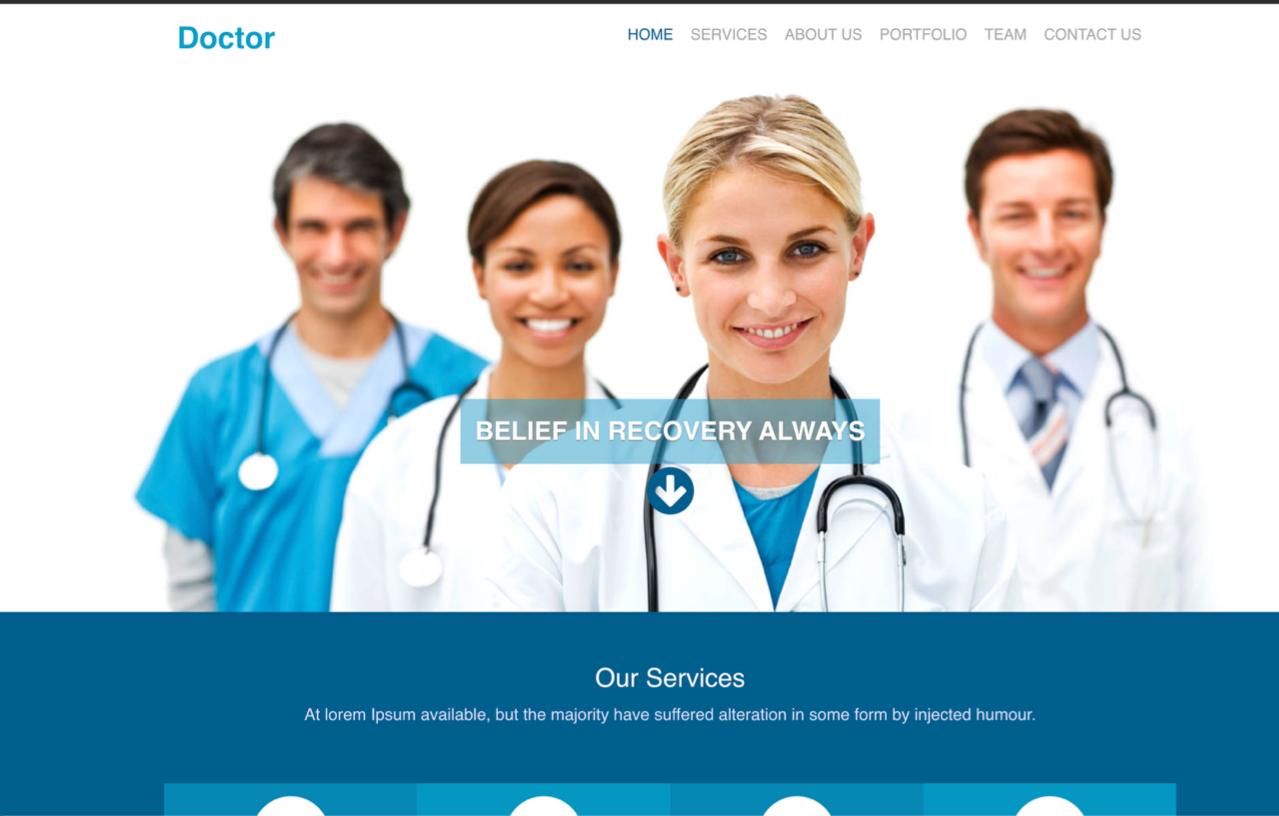 Doctor
HOME SERVICES ABOUT US PORTFOLIO TEAM CONTACT US
BELIEF IN RECOVERY ALWAYS
Our Services
At lorem Ipsum available, but the majority have suffered alteration in some form by injected humour.